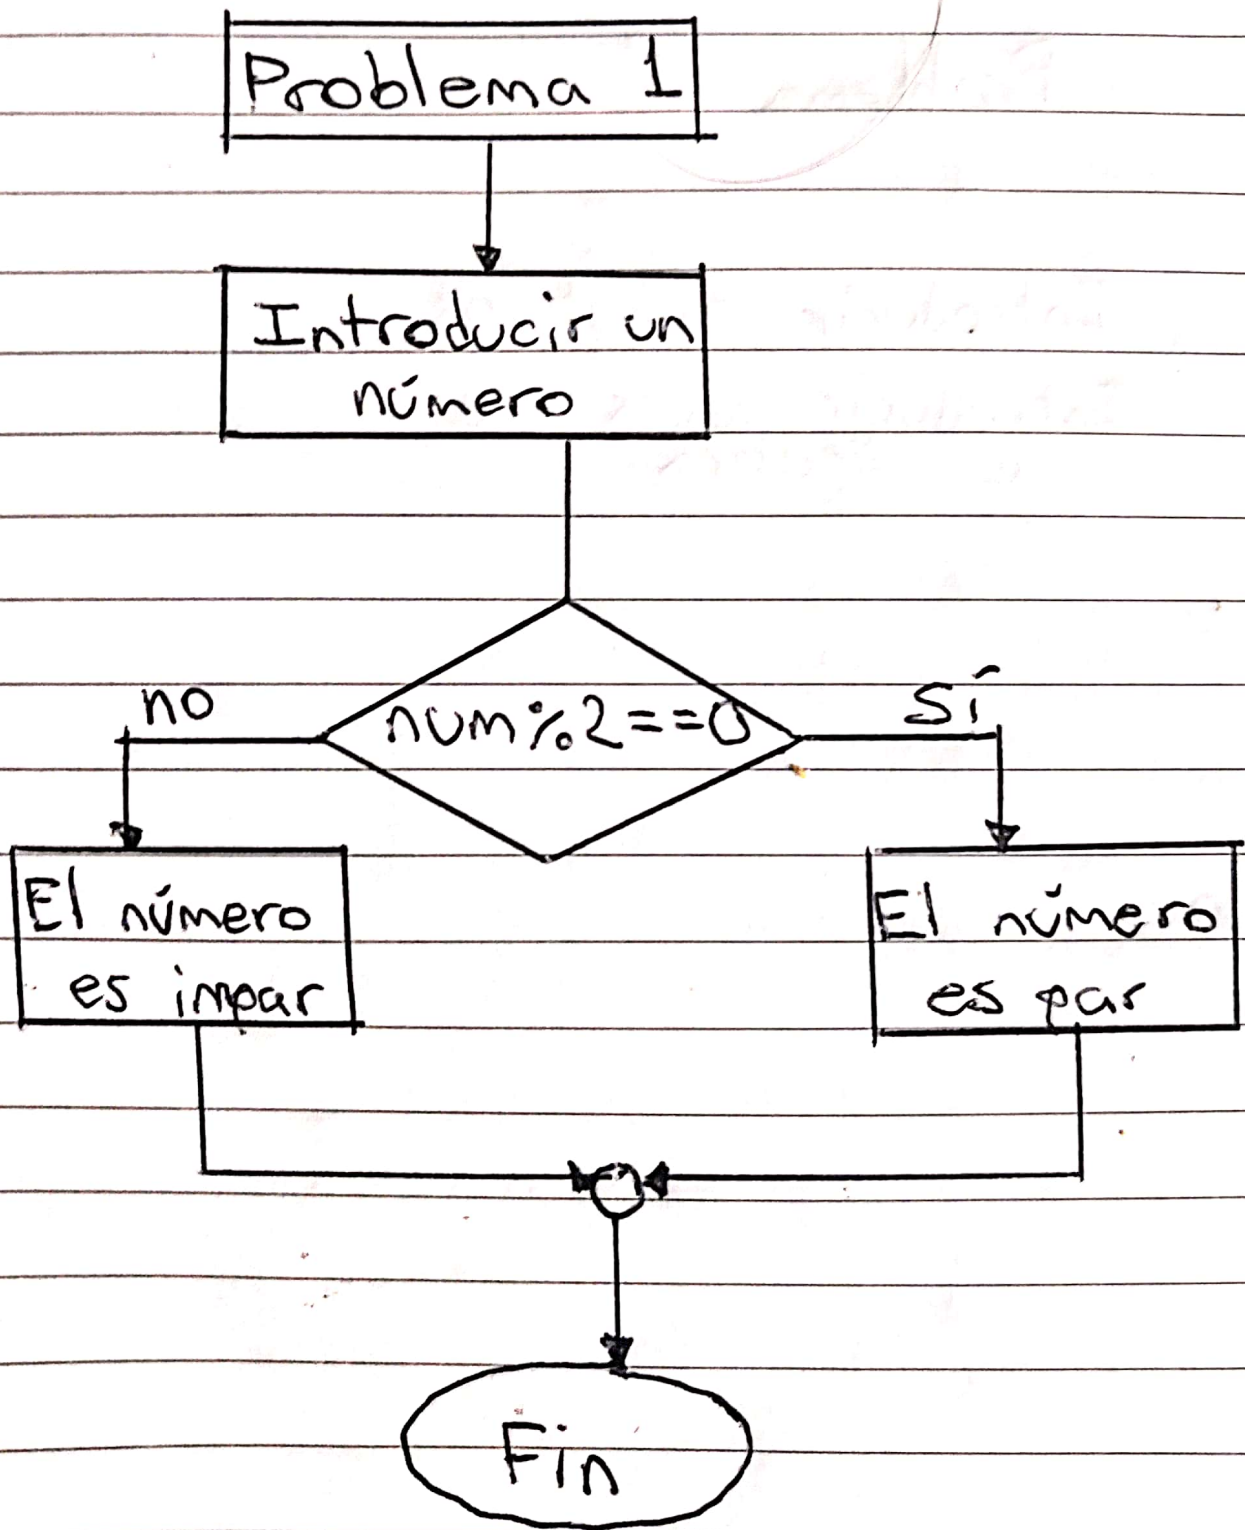 Problema 1
Introducir un
número
num%2==0
no
Sí
El número
es impar
El número
es par
Fin